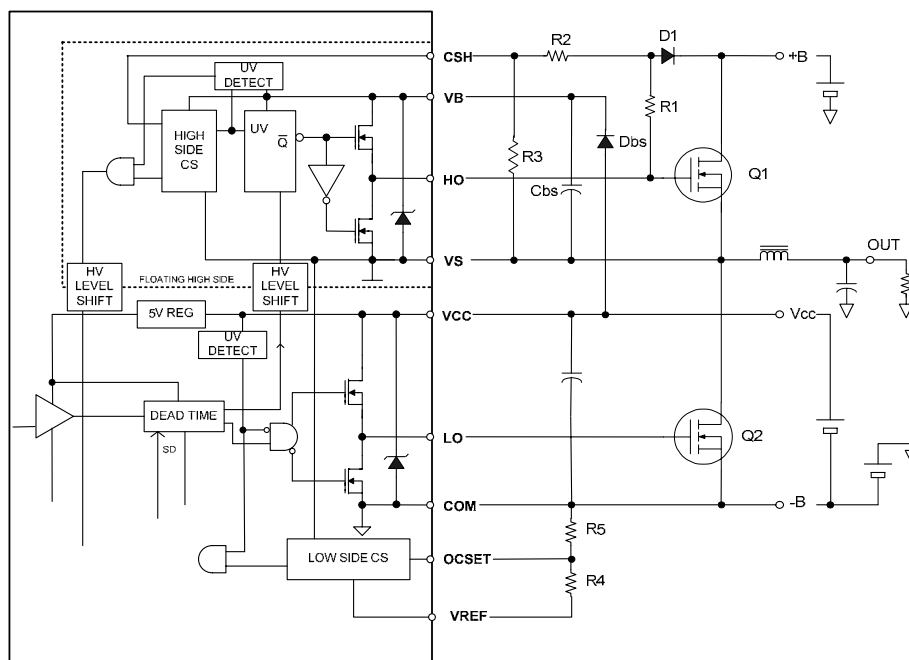 D1
CSH
R2
+B
UV
DETECT
VB
R1
HIGH
SIDE
CS
UV
Q
Dbs
R3
Q1
HO
Cbs
OUT
VS
HV
LEVEL
SHIFT
FLOATING HIGH SIDE
HV
LEVEL
SHIFT
5V REG
VCC
Vcc
UV
DETECT
DEAD TIME
LO
Q2
SD
COM
-B
R5
LOW SIDE CS
OCSET
R4
VREF